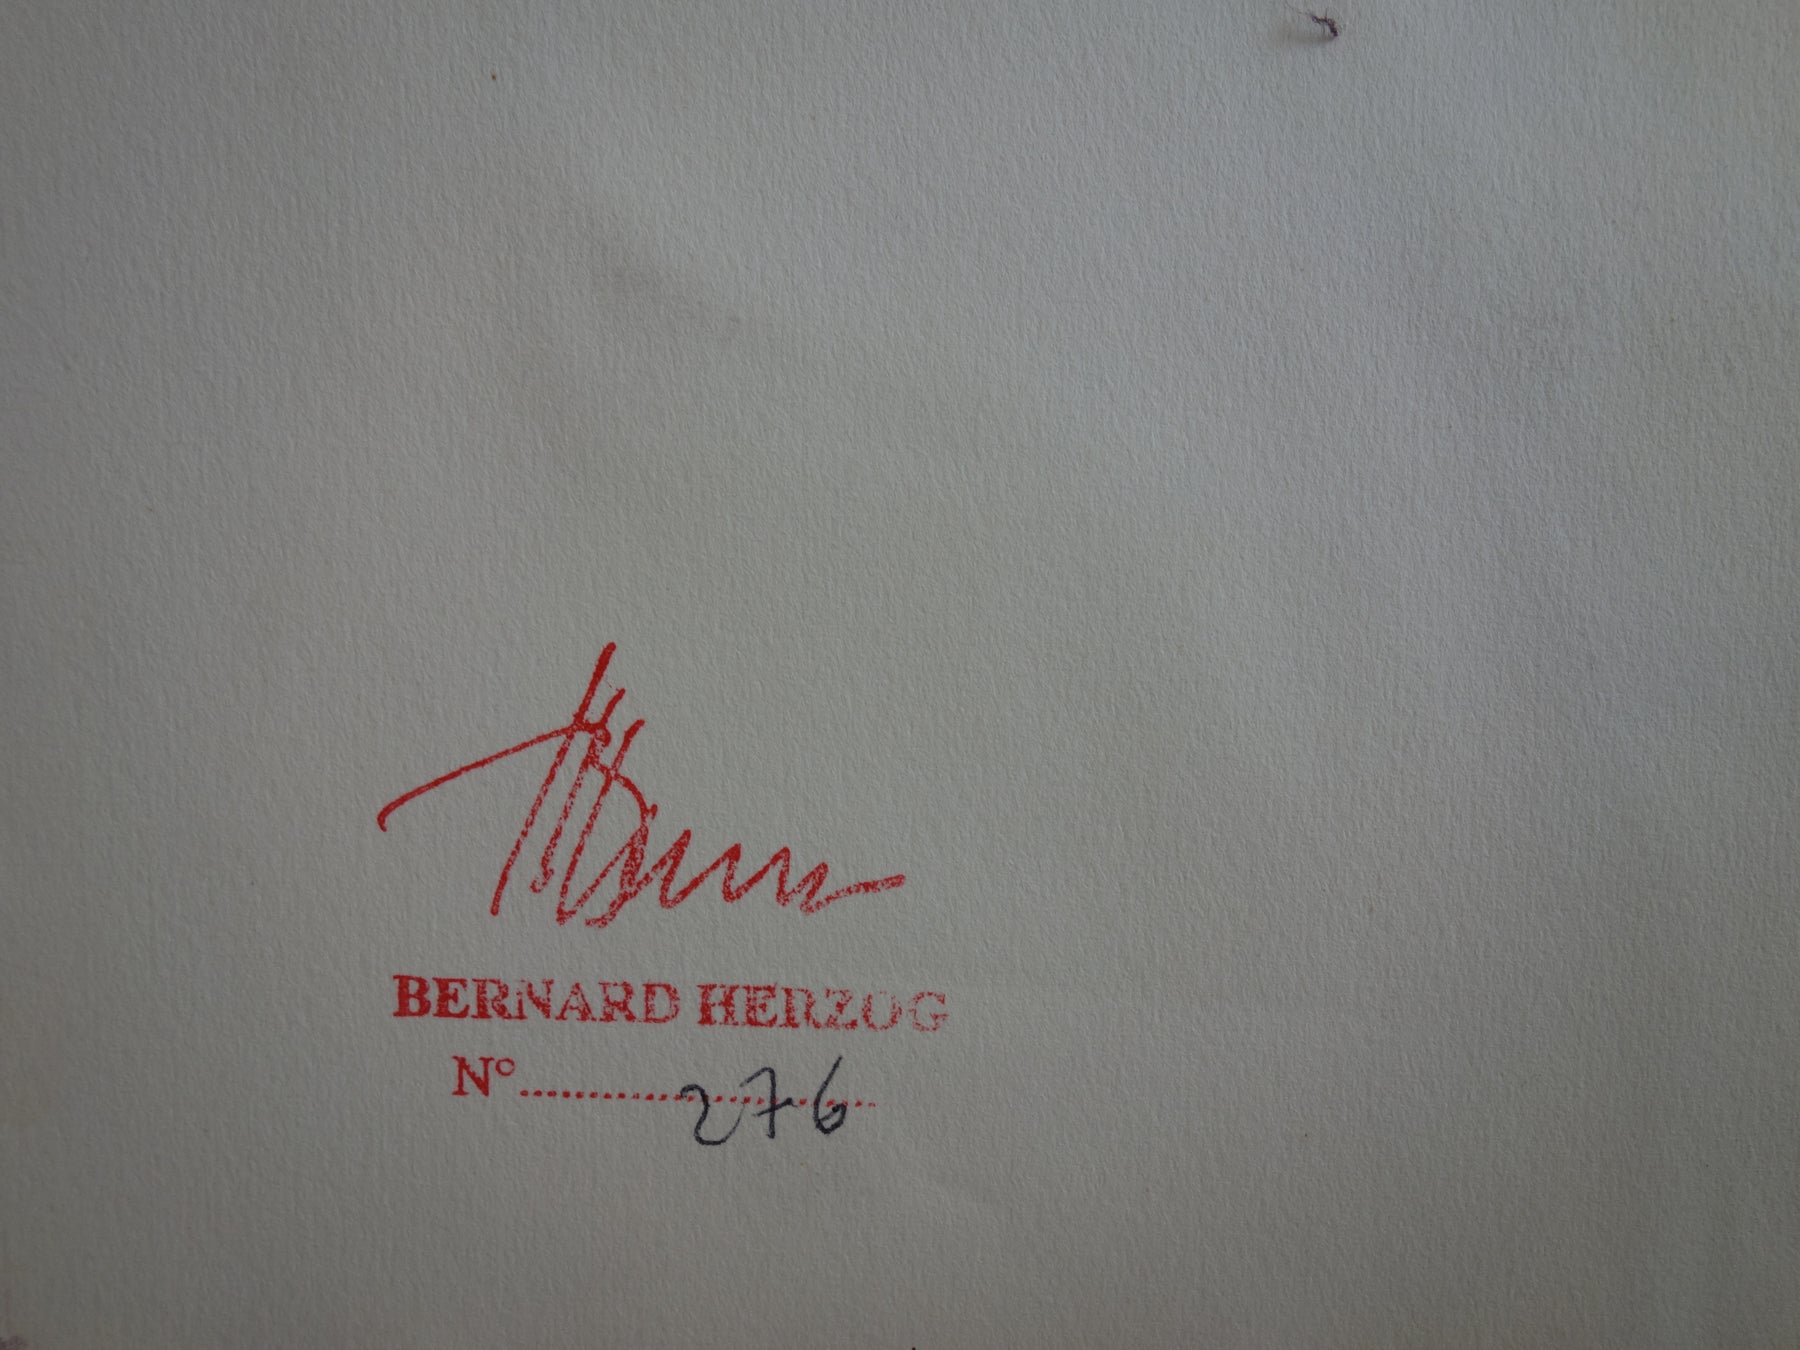 BERNARD HERZOG
N°.................... 276